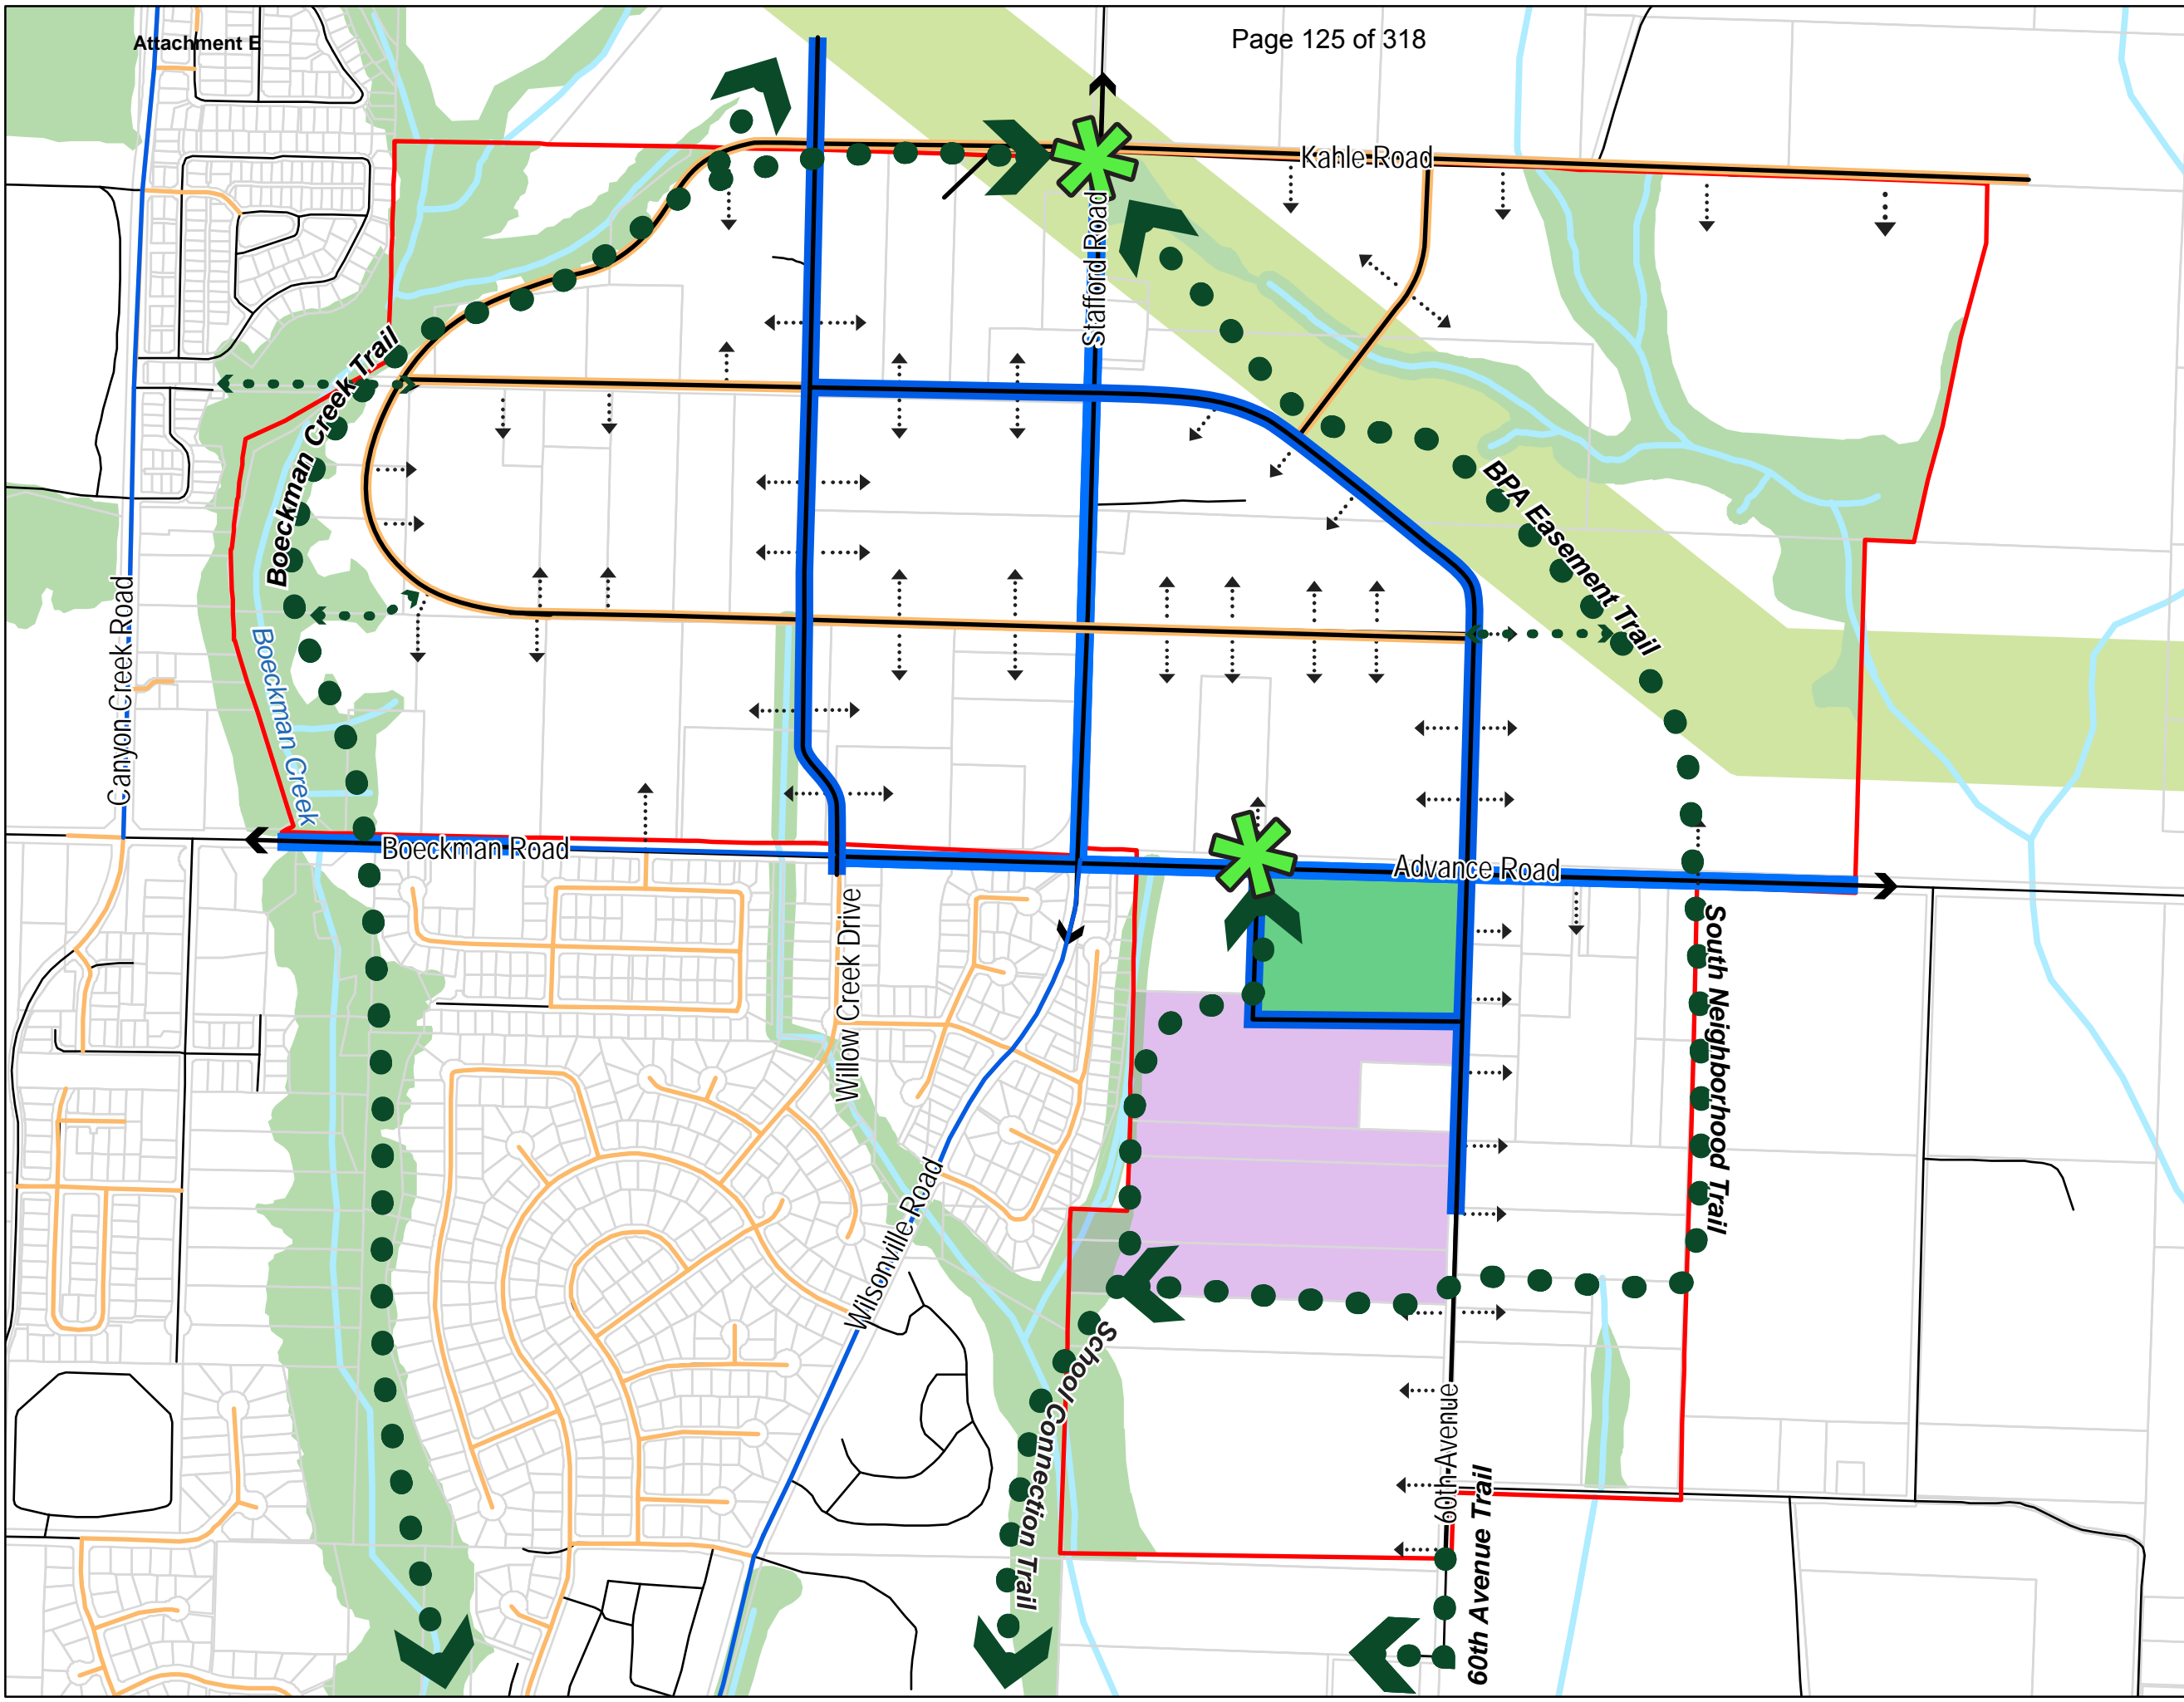 Attachment E
Page 125 of 318
Kahle Road
Stafford Road
Boeckman Creek Trail
BPA Easement Trail
Canyon Creek Road
Boeckman Creek
Boeckman Road
Advance Road
Willow Creek Drive
South Neighborhood Trail
Wilsonville Road
School Connection Trail
60th Avenue
60th Avenue Trail